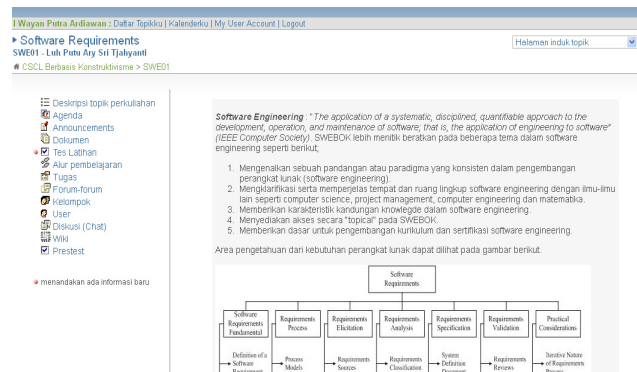 I Wayan Putra Ardiawan : Daftar Topikku | Kalenderku | My User Account | Logout
Software Requirements
SWE01 - Luh Putu Ary Sri Tjahyanti
Halaman induk topik
CSCL Berbasis Konstruktivisme > SWE01
Deskripsi topik perkuliahan
Agenda
Announcements
Dokumen
Tes Latihan
Alur pembelajaran
Tugas
Forum-forum
Kelompok
User
Diskusi (Chat)
Wiki
Prestest
menandakan ada informasi baru
Software Engineering : "The application of a systematic, disciplined, quantifiable approach to the
development, operation, and maintenance of software; that is, the application of engineering to software"
(IEEE Computer Society). SWEBOK lebih menitik beratkan pada beberapa tema dalam software
engineering seperti berikut;
1. Mengenalkan sebuah pandangan atau paradigma yang konsisten dalam pengembangan
perangkat lunak (software engineering).
2. Mengklarifikasi serta memperjelas tempat dan ruang lingkup software engineering dengan ilmu-ilmu
lain seperti computer science, project management, computer engineering dan matematika.
3. Memberikan karakteristik kandungan knowlegde dalam software engineering.
4. Menyediakan akses secara "topical" pada SWEBOK.
5. Memberikan dasar untuk pengembangan kurikulum dan sertifikasi software engineering.
Area pengetahuan dari kebutuhan perangkat lunak dapat dilihat pada gambar berikut.
Software
Requirements
Software
Requirements
Fundamental
Requirements
Process
Requirements
Elicitation
Requirements
Analysis
Requirements
Specification
Requirements
Validation
Practical
Considerations
Definition of a
Software
Requirement
Process
Models
Requirements
Sources
Requirements
Classification
System
Definition
Document
Requirements
Reviews
Iterative Nature
of Requirements
Process